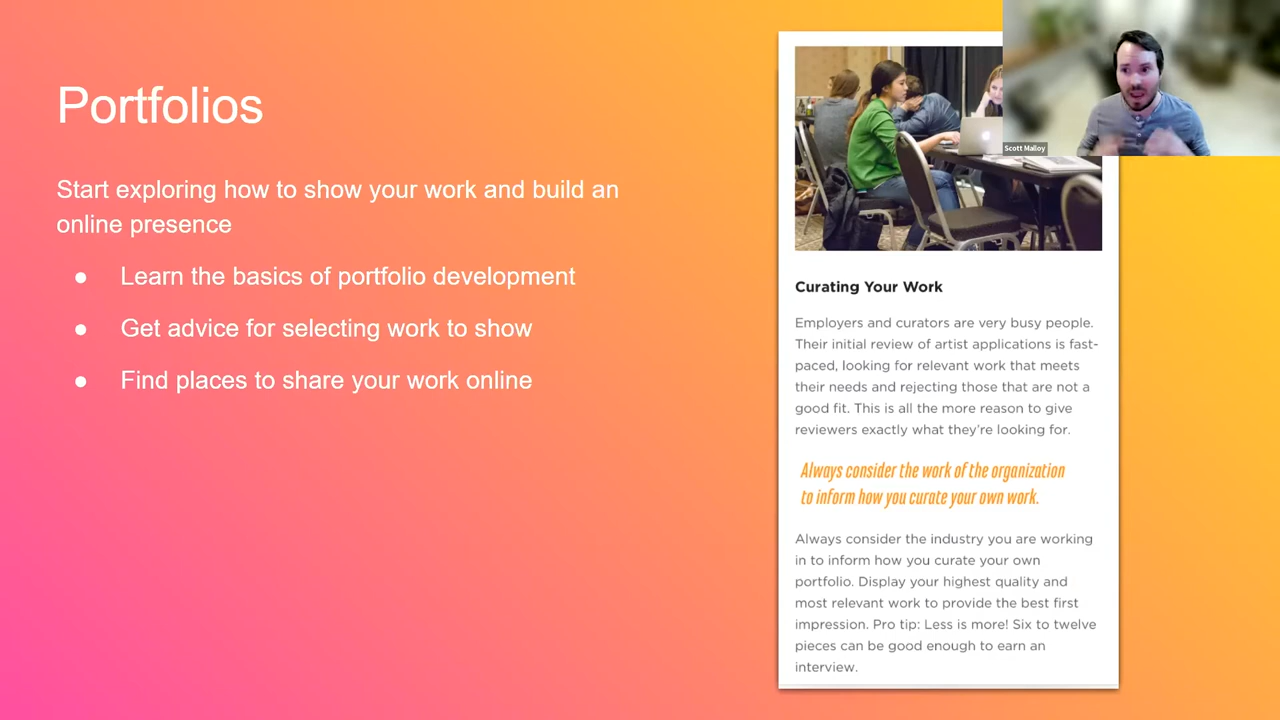 Portfolios
Start exploring how to show your work and build an
online presence
● Learn the basics of portfolio development
● Get advice for selecting work to show
● Find places to share your work online
Scott Malloy
Curating Your Work
Employers and curators are very busy people.
Their initial review of artist applications is fast-
paced, looking for relevant work that meets
their needs and rejecting those that are not a
good fit. This is all the more reason to give
reviewers exactly what they're looking for.
Always consider the work of the organization
to inform how you curate your own work.
Always consider the industry you are working
in to inform how you curate your own
portfolio. Display your highest quality and
most relevant work to provide the best first
impression. Pro tip: Less is more! Six to twelve
pieces can be good enough to earn an
interview.